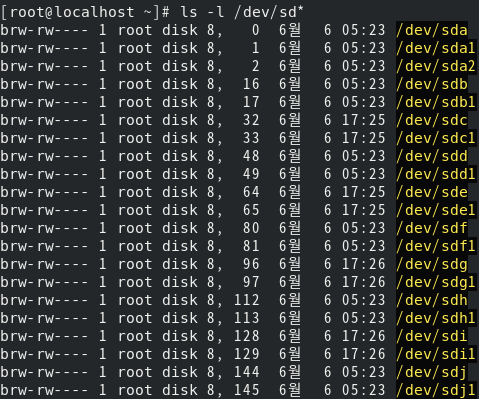 [root@localhost ~]# ls -l /dev/sd*
brw-rw---- 1 root disk 8,   0  6월   6 05:23 /dev/sda
brw-rw---- 1 root disk 8,   1  6월   6 05:23 /dev/sda1
brw-rw---- 1 root disk 8,   2  6월   6 05:23 /dev/sda2
brw-rw---- 1 root disk 8,  16  6월   6 05:23 /dev/sdb
brw-rw---- 1 root disk 8,  17  6월   6 05:23 /dev/sdb1
brw-rw---- 1 root disk 8,  32  6월   6 17:25 /dev/sdc
brw-rw---- 1 root disk 8,  33  6월   6 17:25 /dev/sdc1
brw-rw---- 1 root disk 8,  48  6월   6 05:23 /dev/sdd
brw-rw---- 1 root disk 8,  49  6월   6 05:23 /dev/sdd1
brw-rw---- 1 root disk 8,  64  6월   6 17:25 /dev/sde
brw-rw---- 1 root disk 8,  65  6월   6 17:25 /dev/sde1
brw-rw---- 1 root disk 8,  80  6월   6 05:23 /dev/sdf
brw-rw---- 1 root disk 8,  81  6월   6 05:23 /dev/sdf1
brw-rw---- 1 root disk 8,  96  6월   6 17:26 /dev/sdg
brw-rw---- 1 root disk 8,  97  6월   6 17:26 /dev/sdg1
brw-rw---- 1 root disk 8, 112  6월   6 05:23 /dev/sdh
brw-rw---- 1 root disk 8, 113  6월   6 05:23 /dev/sdh1
brw-rw---- 1 root disk 8, 128  6월   6 17:26 /dev/sdi
brw-rw---- 1 root disk 8, 129  6월   6 17:26 /dev/sdi1
brw-rw---- 1 root disk 8, 144  6월   6 05:23 /dev/sdj
brw-rw---- 1 root disk 8, 145  6월   6 05:23 /dev/sdj1